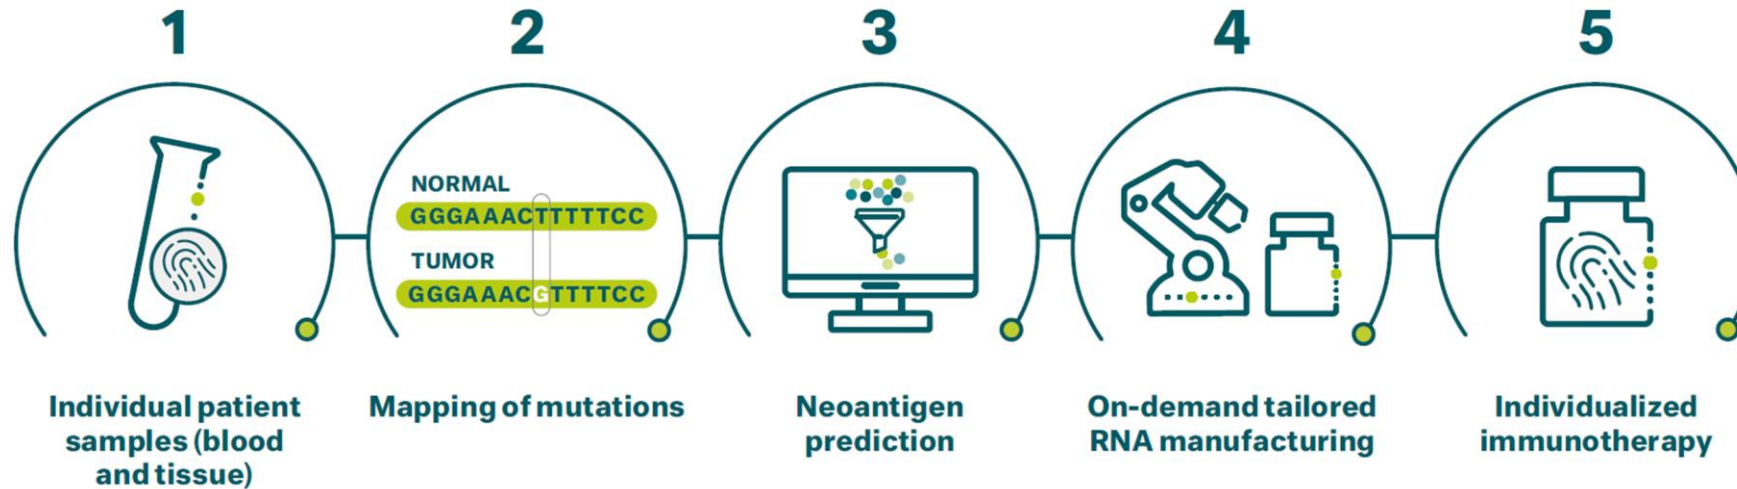 1
2
3
4
5
NORMAL
GGGAAACTTTTTCC
TUMOR
GGGAAACGTTTTCC
Individual patient
samples (blood
and tissue)
Mapping of mutations
Neoantigen
prediction
On-demand tailored
RNA manufacturing
Individualized
immunotherapy